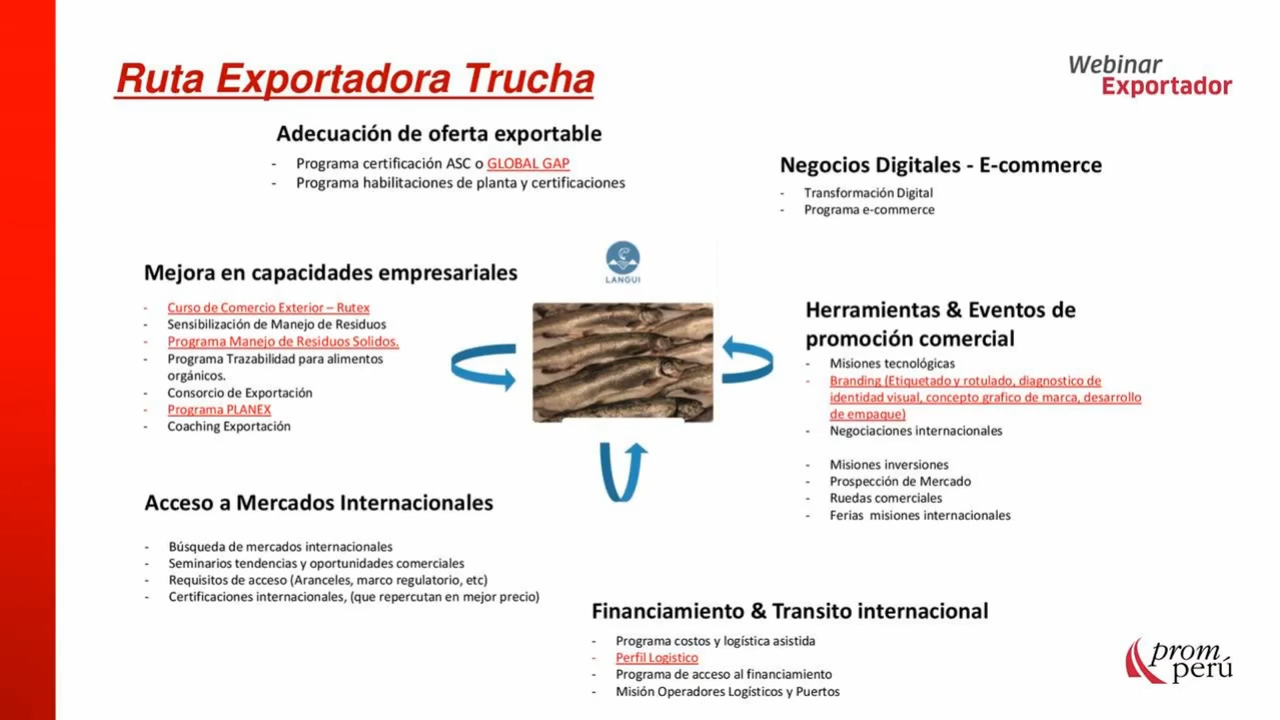 Ruta Exportadora Trucha
Webinar
Exportador
Adecuación de oferta exportable
- Programa certificación ASC o GLOBAL GAP
- Programa habilitaciones de planta y certificaciones
Negocios Digitales - E-commerce
- Transformación Digital
- Programa e-commerce
LANGUI
Mejora en capacidades empresariales
- Curso de Comercio Exterior – Rutex
- Sensibilización de Manejo de Residuos
- Programa Manejo de Residuos Solidos.
- Programa Trazabilidad para alimentos
orgánicos.
- Consorcio de Exportación
- Programa PLANEX
- Coaching Exportación
Herramientas & Eventos de
promoción comercial
- Misiones tecnológicas
- Branding (Etiquetado y rotulado, diagnostico de
identidad visual, concepto grafico de marca, desarrollo
de empaque)
- Negociaciones internacionales
- Misiones inversiones
- Prospección de Mercado
- Ruedas comerciales
- Ferias misiones internacionales
Acceso a Mercados Internacionales
- Búsqueda de mercados internacionales
- Seminarios tendencias y oportunidades comerciales
- Requisitos de acceso (Aranceles, marco regulatorio, etc)
- Certificaciones internacionales, (que repercutan en mejor precio)
Financiamiento & Transito internacional
- Programa costos y logística asistida
- Perfil Logistico
- Programa de acceso al financiamiento
- Misión Operadores Logísticos y Puertos
prom
perú